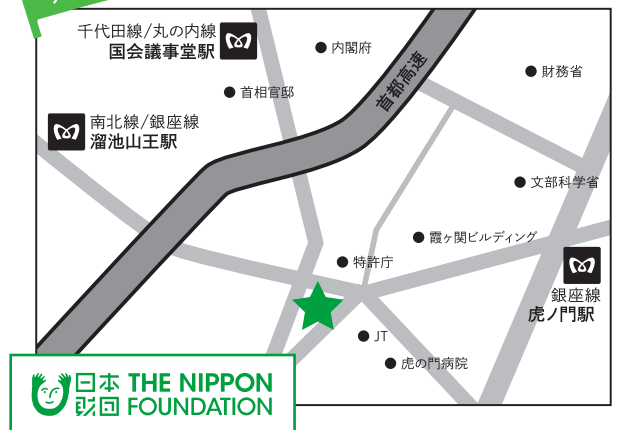 千代田線/丸の内線
国会議事堂駅
内閣府
首相官邸
首都高速
財務省
南北線/銀座線
溜池山王駅
文部科学省
霞ヶ関ビルディング
特許庁
銀座線
虎ノ門駅
JT
虎の門病院
日本
財団
THE NIPPON
FOUNDATION